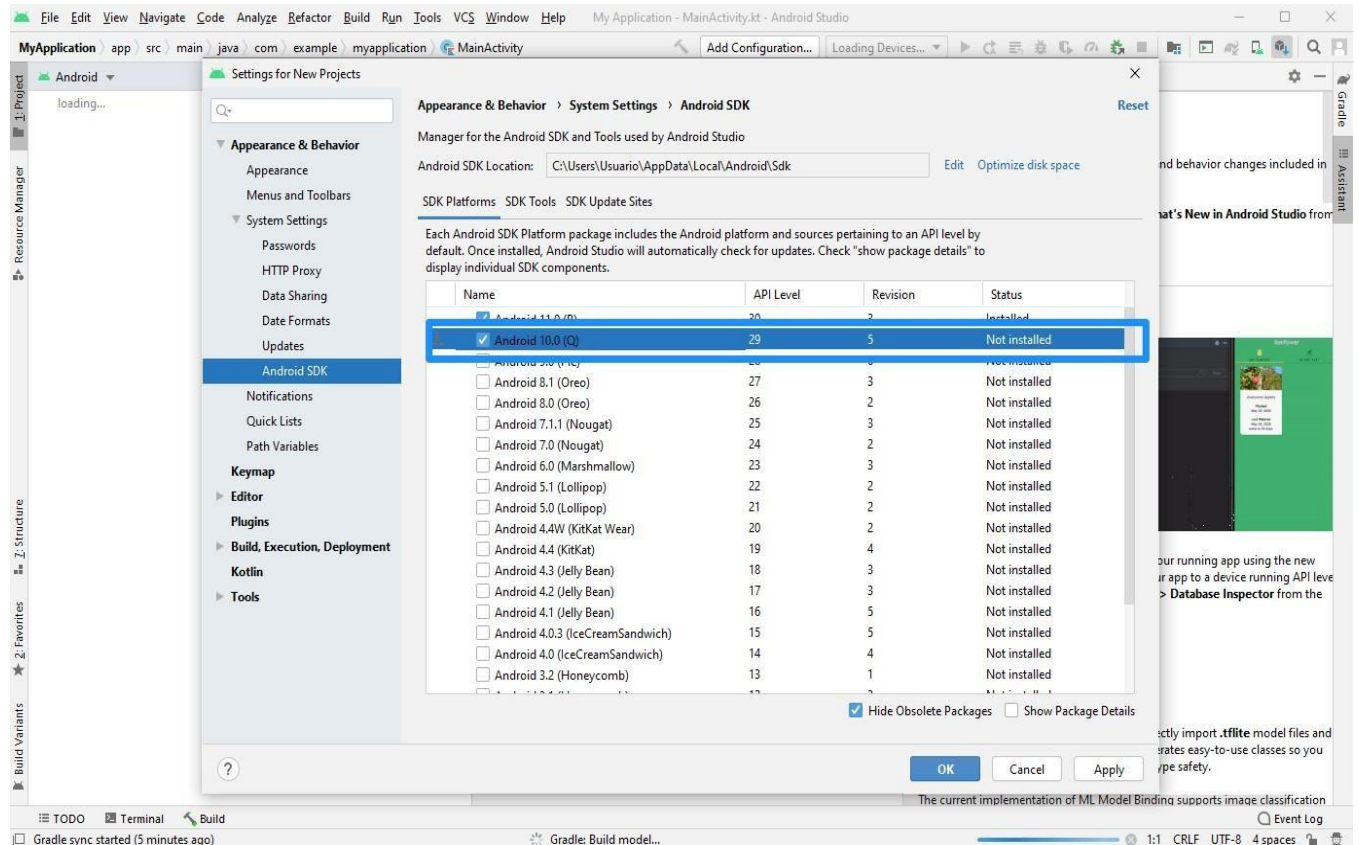 File Edit View Navigate Code Analyze Refactor Build Run Tools VCS Window Help My Application - MainActivity.kt - Android Studio
MyApplication app src main java com example myapplication MainActivity Add Configuration... Loading Devices...
1: Project
Resource Manager
7: Structure
2: Favorites
Build Variants
Android
loading...
Settings for New Projects
Appearance & Behavior
Appearance
Menus and Toolbars
System Settings
Passwords
HTTP Proxy
Data Sharing
Date Formats
Updates
Android SDK
Notifications
Quick Lists
Path Variables
Keymap
Editor
Plugins
Build, Execution, Deployment
Kotlin
Tools
Appearance & Behavior > System Settings > Android SDK Reset
Manager for the Android SDK and Tools used by Android Studio
Android SDK Location: C:\Users\Usuario\AppData\Local\Android\Sdk Edit Optimize disk space
SDK Platforms SDK Tools SDK Update Sites
Each Android SDK Platform package includes the Android platform and sources pertaining to an API level by
default. Once installed, Android Studio will automatically check for updates. Check "show package details" to
display individual SDK components.
Name API Level Revision Status
Android 11.0 (R) 30 3 Installed
Android 10.0 (Q) 29 5 Not installed
Android 8.1 (Oreo) 27 3 Not installed
Android 8.0 (Oreo) 26 2 Not installed
Android 7.1.1 (Nougat) 25 3 Not installed
Android 7.0 (Nougat) 24 2 Not installed
Android 6.0 (Marshmallow) 23 3 Not installed
Android 5.1 (Lollipop) 22 2 Not installed
Android 5.0 (Lollipop) 21 2 Not installed
Android 4.4W (KitKat Wear) 20 2 Not installed
Android 4.4 (KitKat) 19 4 Not installed
Android 4.3 (Jelly Bean) 18 3 Not installed
Android 4.2 (Jelly Bean) 17 3 Not installed
Android 4.1 (Jelly Bean) 16 5 Not installed
Android 4.0.3 (IceCreamSandwich) 15 5 Not installed
Android 4.0 (IceCreamSandwich) 14 4 Not installed
Android 3.2 (Honeycomb) 13 1 Not installed
Hide Obsolete Packages Show Package Details
? OK Cancel Apply
nd behavior changes included in
at's New in Android Studio from
our running app using the new
ur app to a device running API leve
> Database Inspector from the
ectly import .tflite model files and
erates easy-to-use classes so you
ype safety.
The current implementation of ML Model Binding supports image classification
Gradle
Assistant
TODO Terminal Build Event Log
Gradle sync started (5 minutes ago) Gradle: Build model... 1:1 CRLF UTF-8 4 spaces